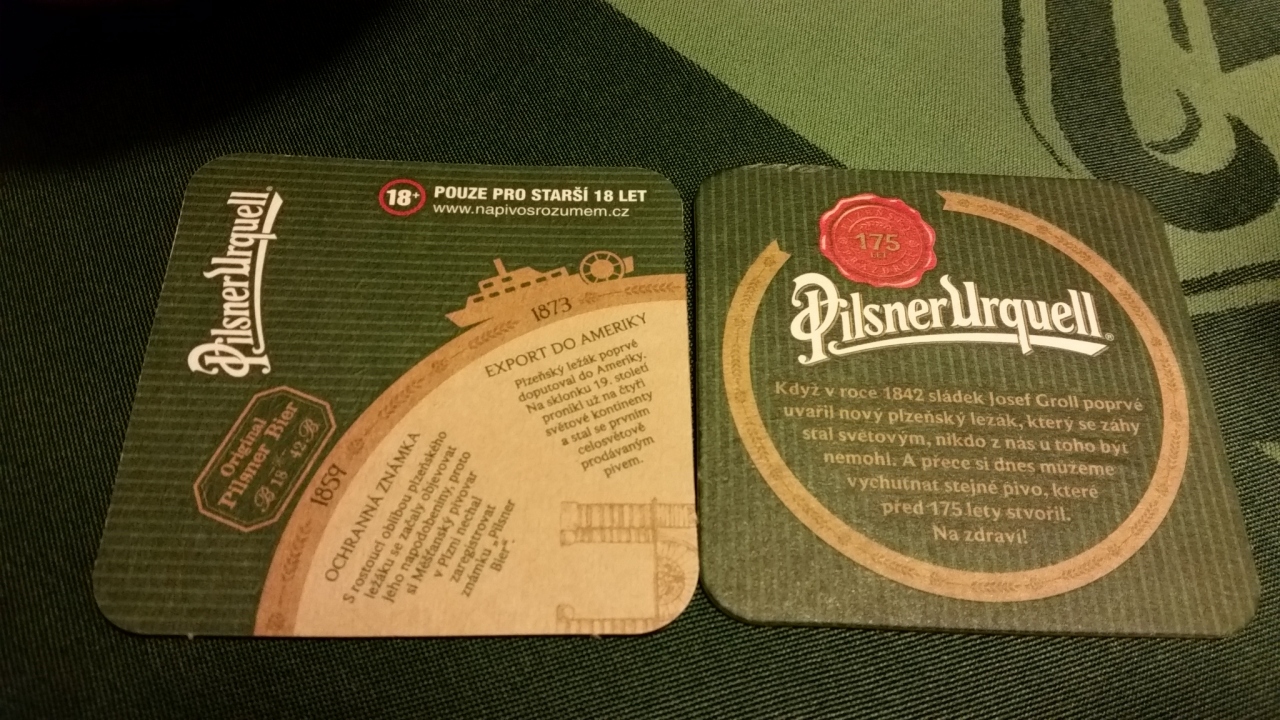 Pilsner Urquell
18+ POUZE PRO STARŠÍ 18 LET
www.napivosrozumem.cz
Original
Pilsner Bier
B 18 42 B
1859
OCHRANNÁ ZNÁMKA
S rostoucí oblibou plzeňského
ležáku se začaly objevovat
jeho napodobeniny, proto
si Měšťanský pivovar
v Plzni nechal
zaregistrovat
známku „Pilsner
Bier“.
1873
EXPORT DO AMERIKY
Plzeňský ležák poprvé
doputoval do Ameriky.
Na sklonku 19. století
pronikl už na čtyři
světové kontinenty
a stal se prvním
celosvětově
prodávaným
pivem.
175
LET
Pilsner Urquell
Když v roce 1842 sládek Josef Groll poprvé
uvařil nový plzeňský ležák, který se záhy
stal světovým, nikdo z nás u toho být
nemohl. A přece si dnes můžeme
vychutnat stejné pivo, které
před 175 lety stvořil.
Na zdraví!